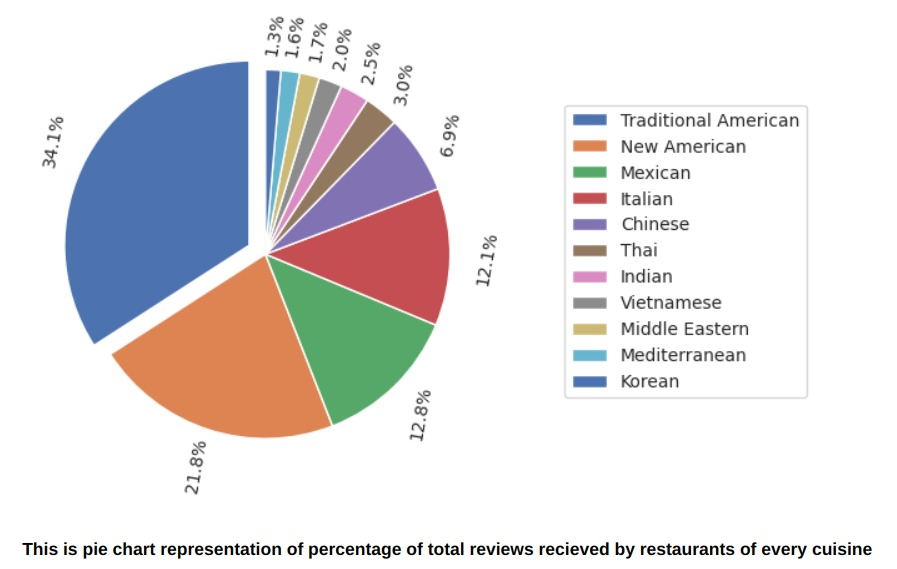 1.3%
1.6%
1.7%
2.0%
2.5%
3.0%
6.9%
12.1%
12.8%
21.8%
34.1%
Traditional American
New American
Mexican
Italian
Chinese
Thai
Indian
Vietnamese
Middle Eastern
Mediterranean
Korean
This is pie chart representation of percentage of total reviews recieved by restaurants of every cuisine